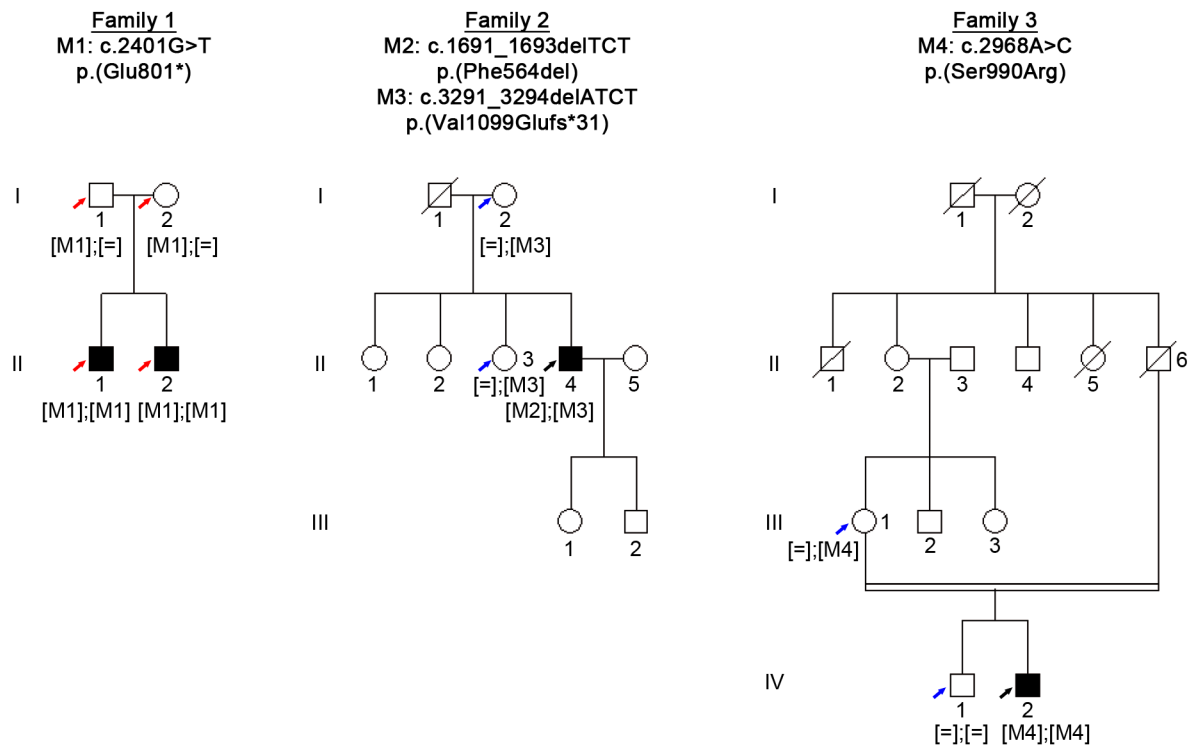 Family 1
M1: c.2401G>T
p.(Glu801*)
I
1
2
[M1];[=]
[M1];[=]
II
1
2
[M1];[M1]
[M1];[M1]
Family 2
M2: c.1691_1693delTCT
p.(Phe564del)
M3: c.3291_3294delATCT
p.(Val1099Glufs*31)
I
1
2
[=];[M3]
II
1
2
3
4
5
[=];[M3]
[M2];[M3]
III
1
2
Family 3
M4: c.2968A>C
p.(Ser990Arg)
I
1
2
II
1
2
3
4
5
6
III
1
2
3
[=];[M4]
IV
1
2
[=];[=]
[M4];[M4]